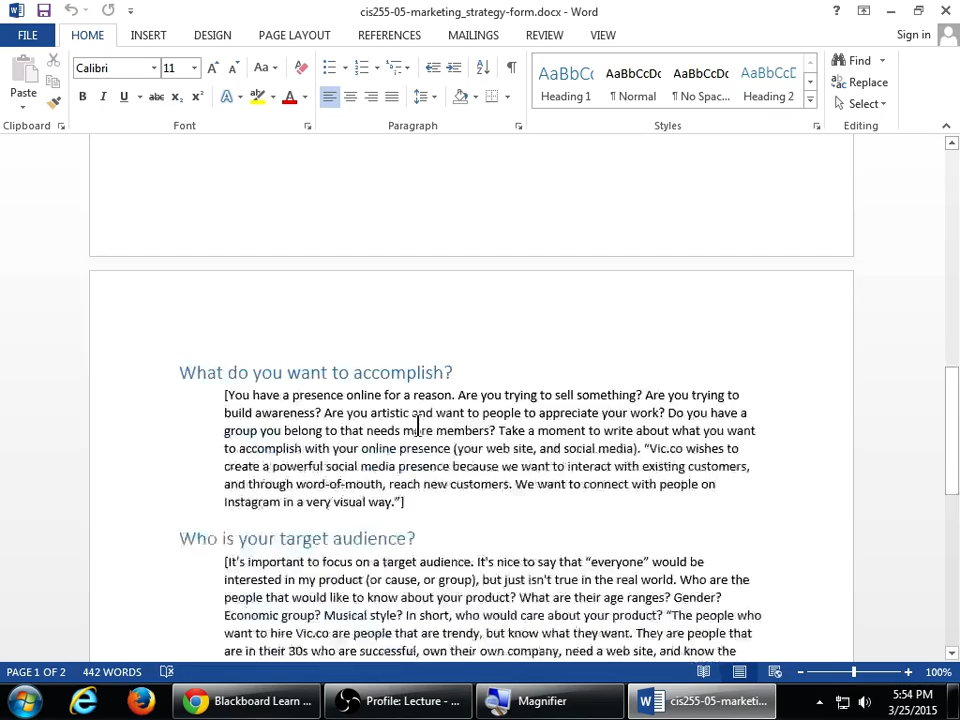 cis255-05-marketing_strategy-form.docx - Word
FILE HOME INSERT DESIGN PAGE LAYOUT REFERENCES MAILINGS REVIEW VIEW Sign in
Paste
Calibri 11
Aa
B I U abc x₂ x² A A
AaBbCc AaBbCcDc AaBbCcDc AaBbCcD
Heading 1 ¶ Normal ¶ No Spac... Heading 2
Find
Replace
Select
Clipboard Font Paragraph Styles Editing
What do you want to accomplish?
[You have a presence online for a reason. Are you trying to sell something? Are you trying to
build awareness? Are you artistic and want to people to appreciate your work? Do you have a
group you belong to that needs more members? Take a moment to write about what you want
to accomplish with your online presence (your web site, and social media). “Vic.co wishes to
create a powerful social media presence because we want to interact with existing customers,
and through word-of-mouth, reach new customers. We want to connect with people on
Instagram in a very visual way.”]
Who is your target audience?
[It's important to focus on a target audience. It's nice to say that “everyone” would be
interested in my product (or cause, or group), but just isn't true in the real world. Who are the
people that would like to know about your product? What are their age ranges? Gender?
Economic group? Musical style? In short, who would care about your product? “The people who
want to hire Vic.co are people that are trendy, but know what they want. They are people that
are in their 30s who are successful, own their own company, need a web site, and know the
PAGE 1 OF 2 442 WORDS 100%
Blackboard Learn ... Profile: Lecture - ... Magnifier cis255-05-marketi...
5:54 PM
3/25/2015